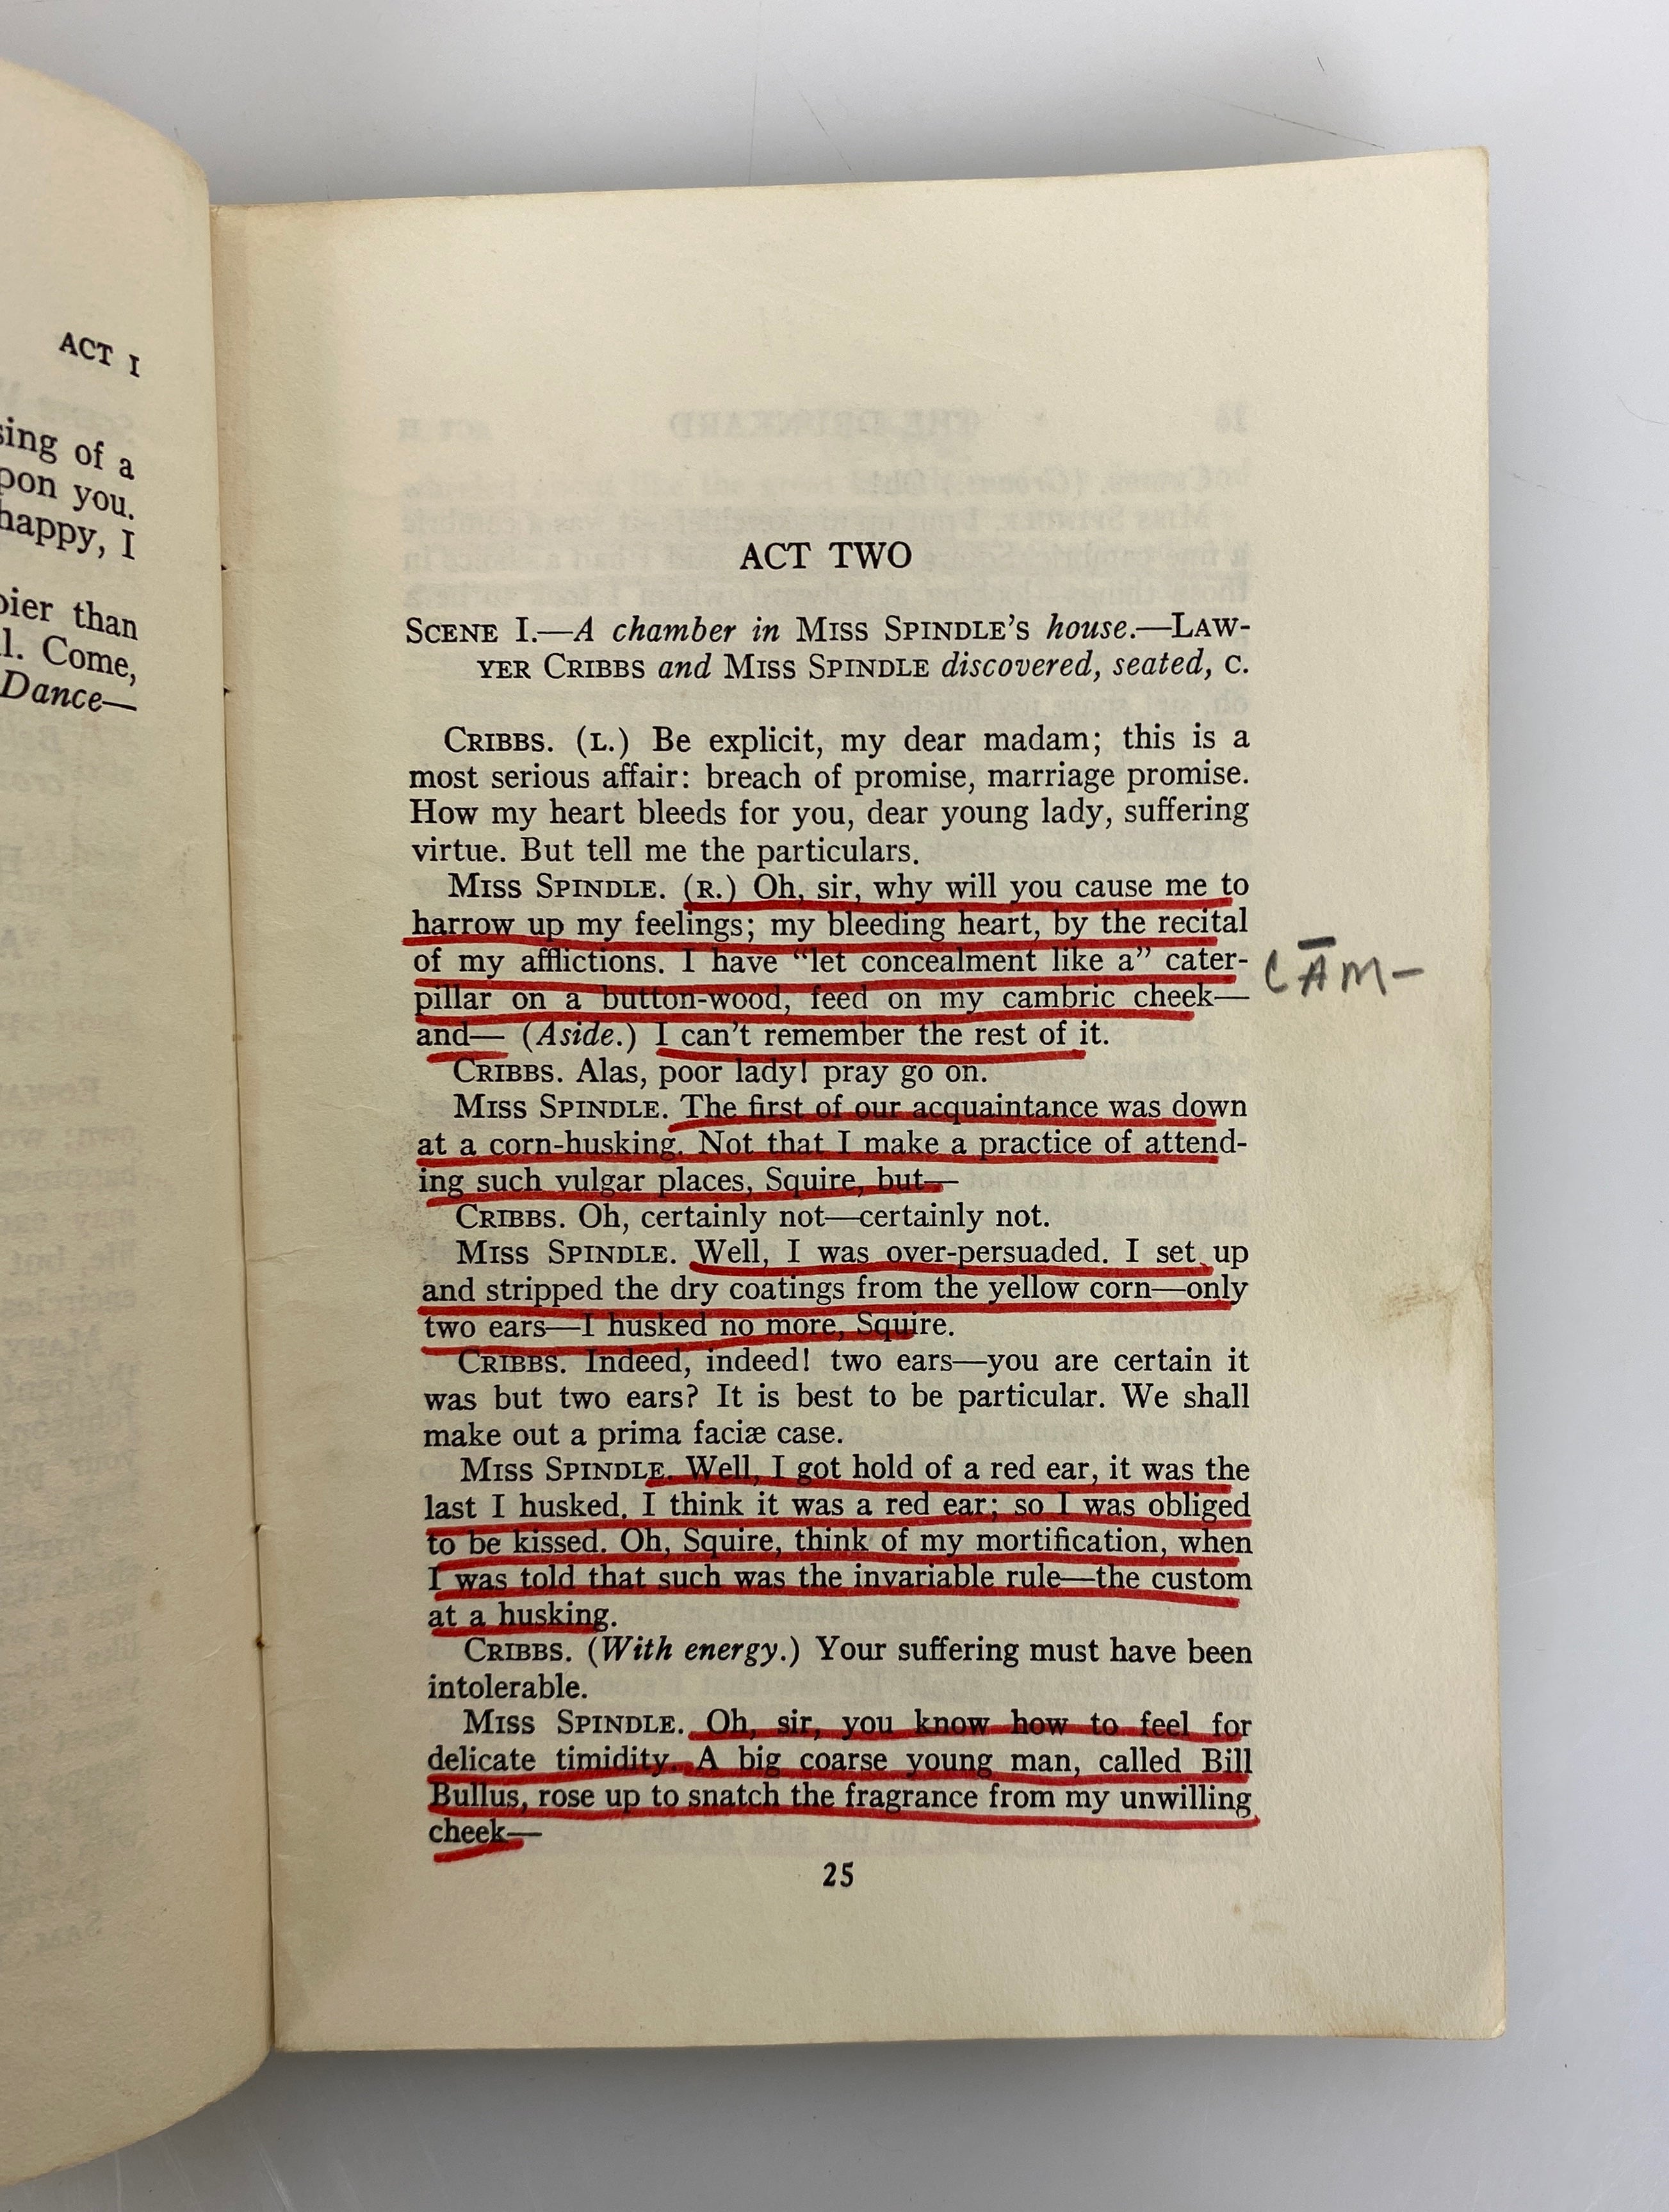 ACT I
sing of a
pon you.
happy, I
pier than
l. Come,
Dance—
ACT TWO
SCENE I.—A chamber in MISS SPINDLE'S house.—LAW-
YER CRIBBS and MISS SPINDLE discovered, seated, C.
CRIBBS. (L.) Be explicit, my dear madam; this is a
most serious affair: breach of promise, marriage promise.
How my heart bleeds for you, dear young lady, suffering
virtue. But tell me the particulars.
MISS SPINDLE. (R.) Oh, sir, why will you cause me to
harrow up my feelings; my bleeding heart, by the recital
of my afflictions. I have “let concealment like a” cater-
pillar on a button-wood, feed on my cambric cheek—
CĀM-
and— (Aside.) I can't remember the rest of it.
CRIBBS. Alas, poor lady! pray go on.
MISS SPINDLE. The first of our acquaintance was down
at a corn-husking. Not that I make a practice of attend-
ing such vulgar places, Squire, but—
CRIBBS. Oh, certainly not—certainly not.
MISS SPINDLE. Well, I was over-persuaded. I set up
and stripped the dry coatings from the yellow corn—only
two ears—I husked no more, Squire.
CRIBBS. Indeed, indeed! two ears—you are certain it
was but two ears? It is best to be particular. We shall
make out a prima faciæ case.
MISS SPINDLE. Well, I got hold of a red ear, it was the
last I husked. I think it was a red ear; so I was obliged
to be kissed. Oh, Squire, think of my mortification, when
I was told that such was the invariable rule—the custom
at a husking.
CRIBBS. (With energy.) Your suffering must have been
intolerable.
MISS SPINDLE. Oh, sir, you know how to feel for
delicate timidity. A big coarse young man, called Bill
Bullus, rose up to snatch the fragrance from my unwilling
cheek—
25